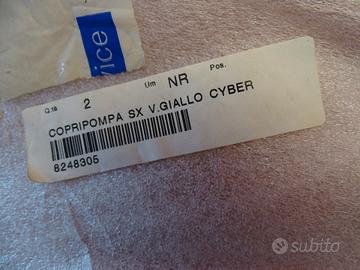 vice
Q.tà 2 Um NR Pos.
COPRIPOMPA SX V.GIALLO CYBER
8248305
subito